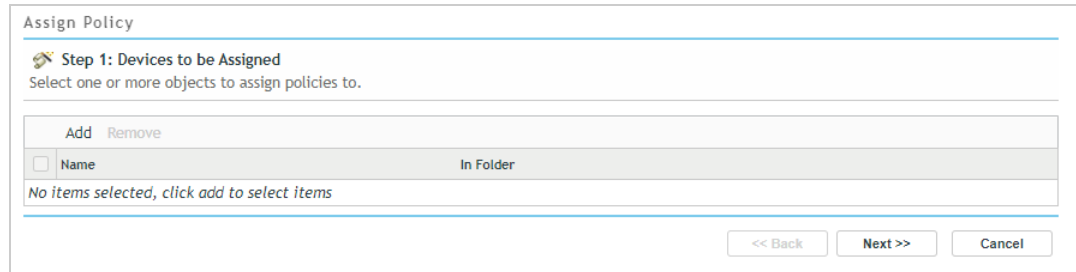 Assign Policy
Step 1: Devices to be Assigned
Select one or more objects to assign policies to.
Add Remove
Name In Folder
No items selected, click add to select items
<< Back Next >> Cancel